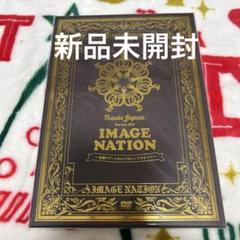 新品未開封
Travis Japan
IMAGE
NATION
IMAGE NATION
DVD